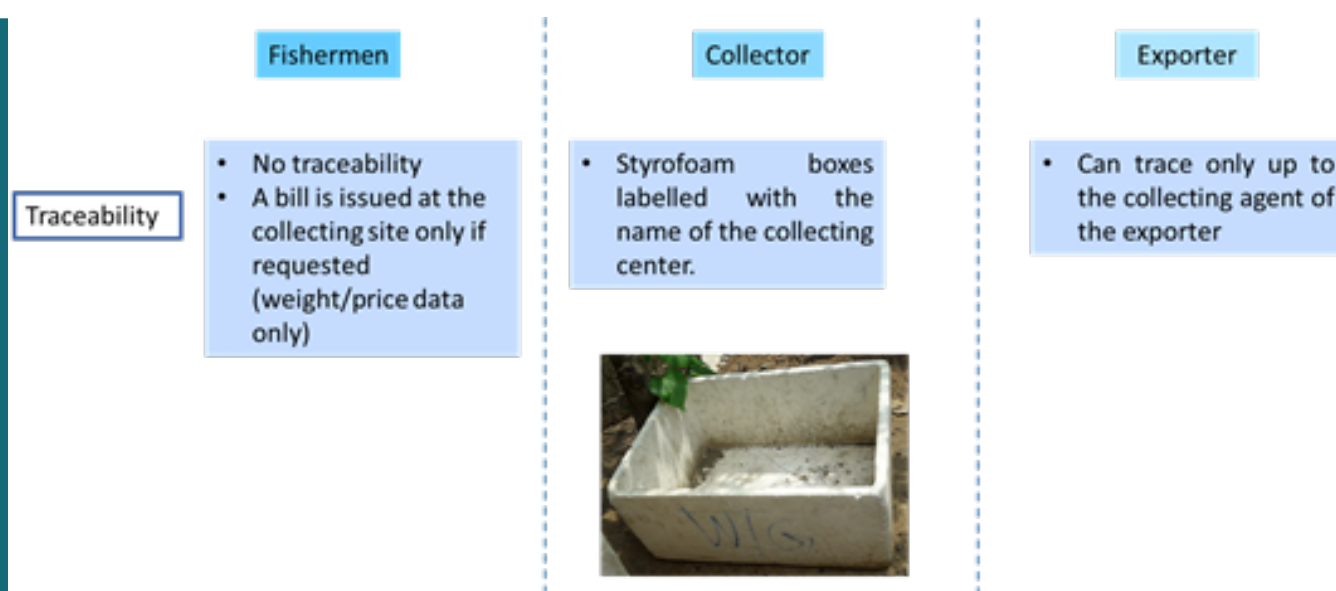 Fishermen
Collector
Exporter
Traceability
• No traceability
• A bill is issued at the
collecting site only if
requested
(weight/price data
only)
• Styrofoam boxes
labelled with the
name of the collecting
center.
• Can trace only up to
the collecting agent of
the exporter